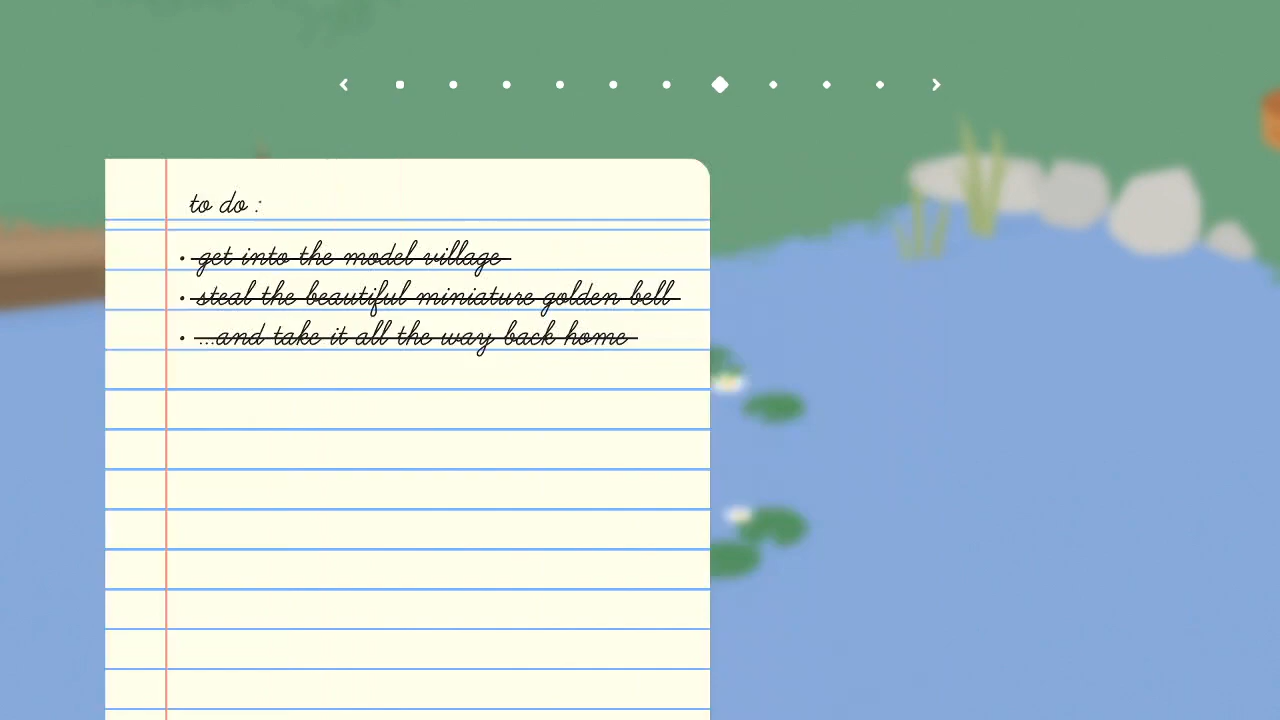 to do :
• get into the model village
• steal the beautiful miniature golden bell
• ...and take it all the way back home